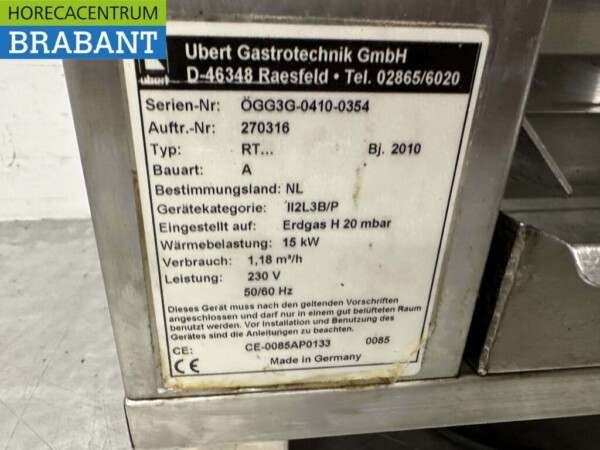 HORECACENTRUM
BRABANT
ubert
Ubert Gastrotechnik GmbH
D-46348 Raesfeld • Tel. 02865/6020
Serien-Nr: ÖGG3G-0410-0354
Auftr.-Nr: 270316
Typ: RT... Bj. 2010
Bauart: A
Bestimmungsland: NL
Gerätekategorie: II2L3B/P
Eingestellt auf: Erdgas H 20 mbar
Wärmebelastung: 15 kW
Verbrauch: 1,18 m³/h
Leistung: 230 V
50/60 Hz
Dieses Gerät muss nach den geltenden Vorschriften
angeschlossen und darf nur in einem gut belüfteten Raum
benutzt werden. Vor Installation und Benutzung des
Gerätes sind die Anleitungen zu beachten.
CE: CE-0085AP0133 0085
CE Made in Germany